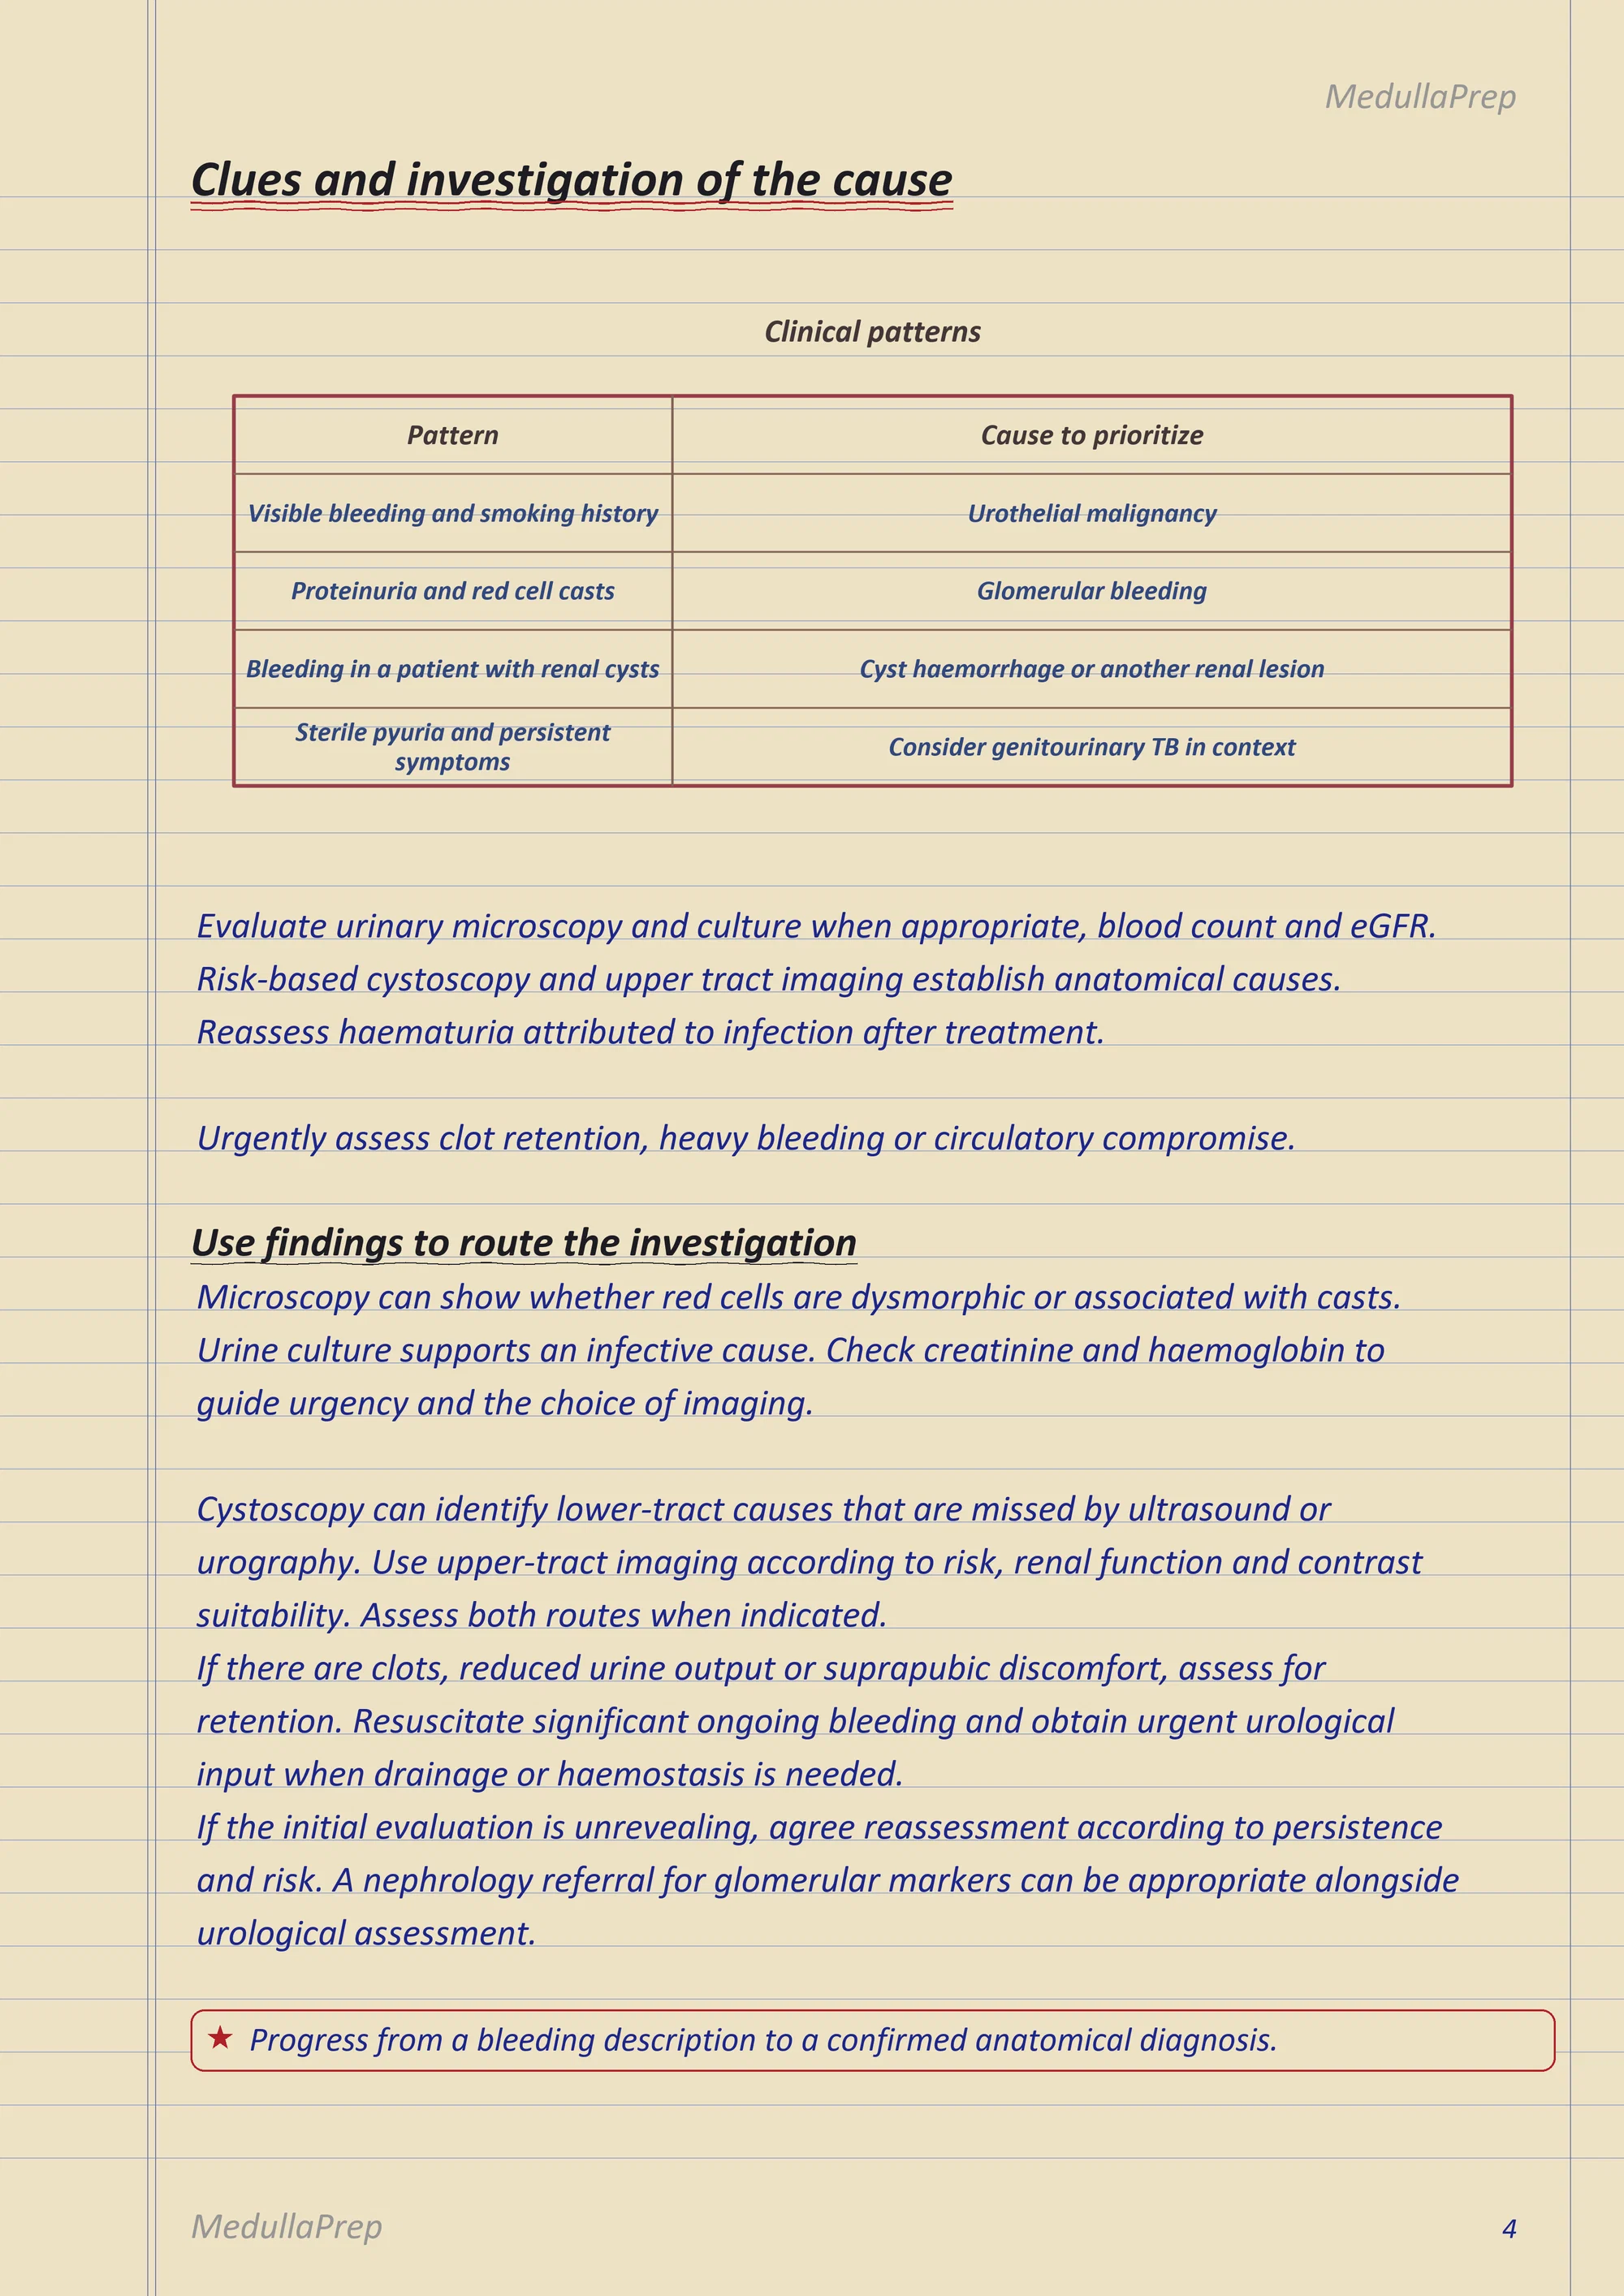 MedullaPrep
Clues and investigation of the cause
Clinical patterns
Pattern
Cause to prioritize
Visible bleeding and smoking history
Urothelial malignancy
Proteinuria and red cell casts
Glomerular bleeding
Bleeding in a patient with renal cysts
Cyst haemorrhage or another renal lesion
Sterile pyuria and persistent
symptoms
Consider genitourinary TB in context
Evaluate urinary microscopy and culture when appropriate, blood count and eGFR.
Risk-based cystoscopy and upper tract imaging establish anatomical causes.
Reassess haematuria attributed to infection after treatment.
Urgently assess clot retention, heavy bleeding or circulatory compromise.
Use findings to route the investigation
Microscopy can show whether red cells are dysmorphic or associated with casts.
Urine culture supports an infective cause. Check creatinine and haemoglobin to
guide urgency and the choice of imaging.
Cystoscopy can identify lower-tract causes that are missed by ultrasound or
urography. Use upper-tract imaging according to risk, renal function and contrast
suitability. Assess both routes when indicated.
If there are clots, reduced urine output or suprapubic discomfort, assess for
retention. Resuscitate significant ongoing bleeding and obtain urgent urological
input when drainage or haemostasis is needed.
If the initial evaluation is unrevealing, agree reassessment according to persistence
and risk. A nephrology referral for glomerular markers can be appropriate alongside
urological assessment.
★ Progress from a bleeding description to a confirmed anatomical diagnosis.
MedullaPrep
4